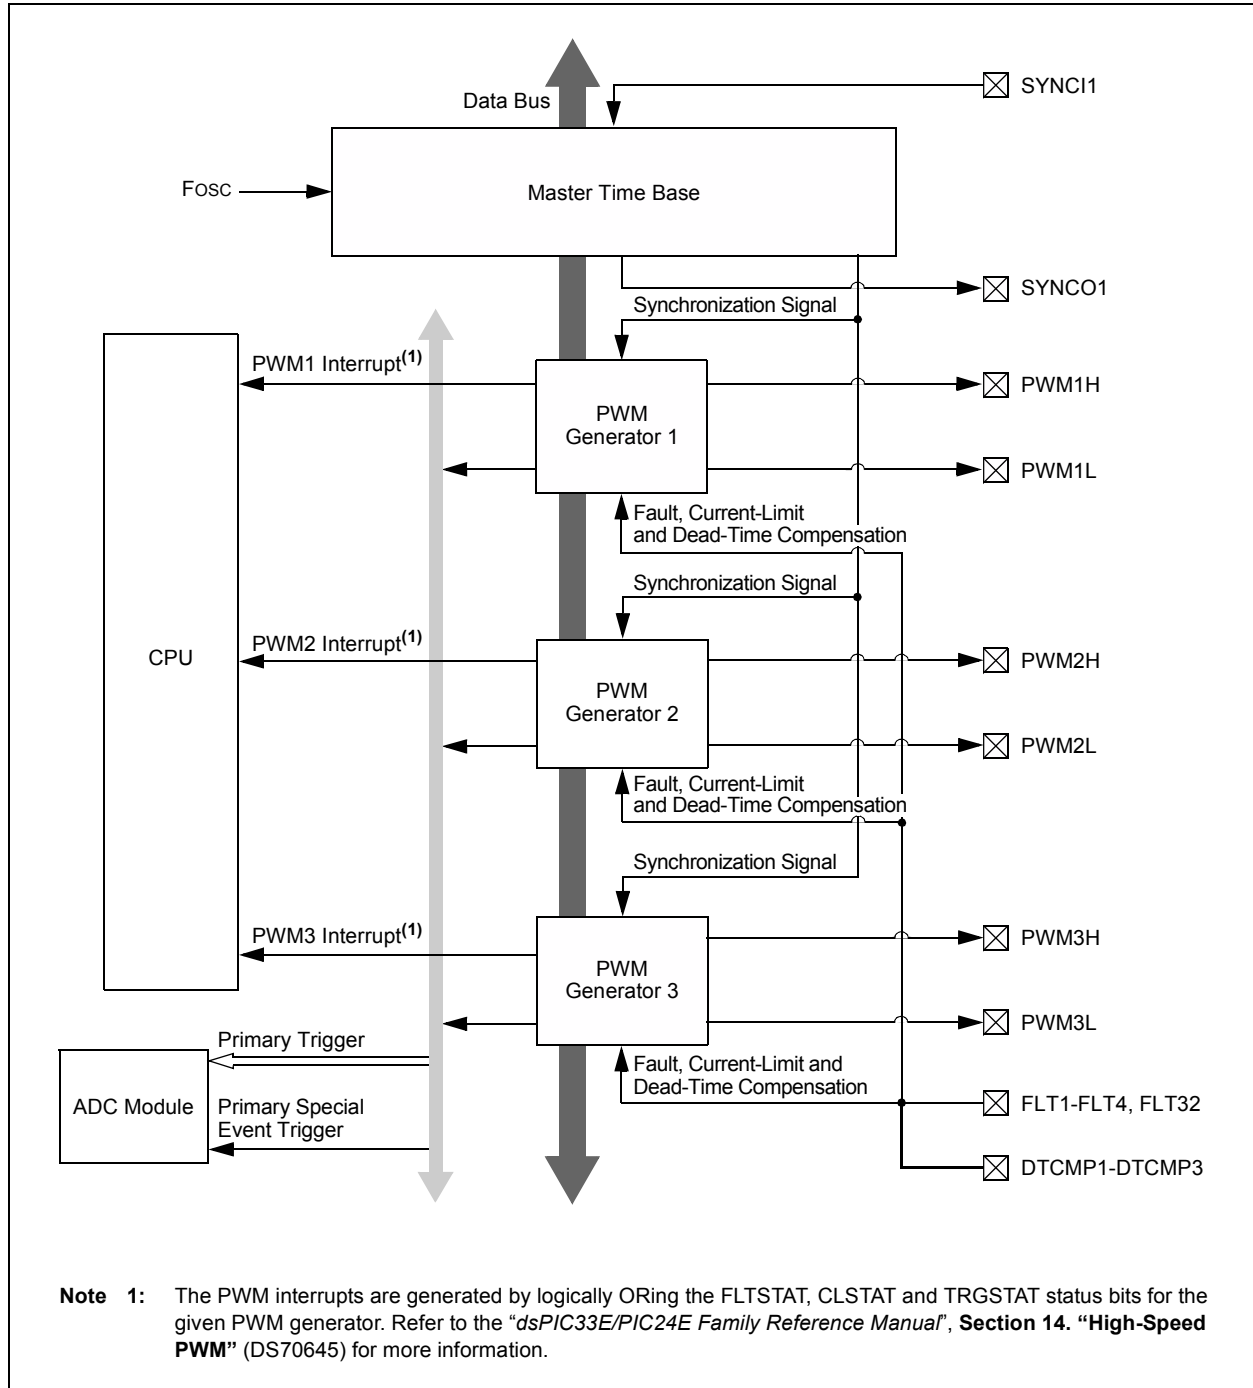 SYNCI1
Data Bus
FOSC
Master Time Base
SYNCO1
Synchronization Signal
PWM1 Interrupt(1)
PWM
Generator 1
PWM1H
PWM1L
Fault, Current-Limit
and Dead-Time Compensation
Synchronization Signal
CPU
PWM2 Interrupt(1)
PWM
Generator 2
PWM2H
PWM2L
Fault, Current-Limit
and Dead-Time Compensation
Synchronization Signal
PWM3 Interrupt(1)
PWM
Generator 3
PWM3H
PWM3L
Primary Trigger
Fault, Current-Limit and
Dead-Time Compensation
ADC Module
Primary Special
Event Trigger
FLT1-FLT4, FLT32
DTCMP1-DTCMP3
Note 1: The PWM interrupts are generated by logically ORing the FLTSTAT, CLSTAT and TRGSTAT status bits for the
given PWM generator. Refer to the “dsPIC33E/PIC24E Family Reference Manual”, Section 14. “High-Speed
PWM” (DS70645) for more information.